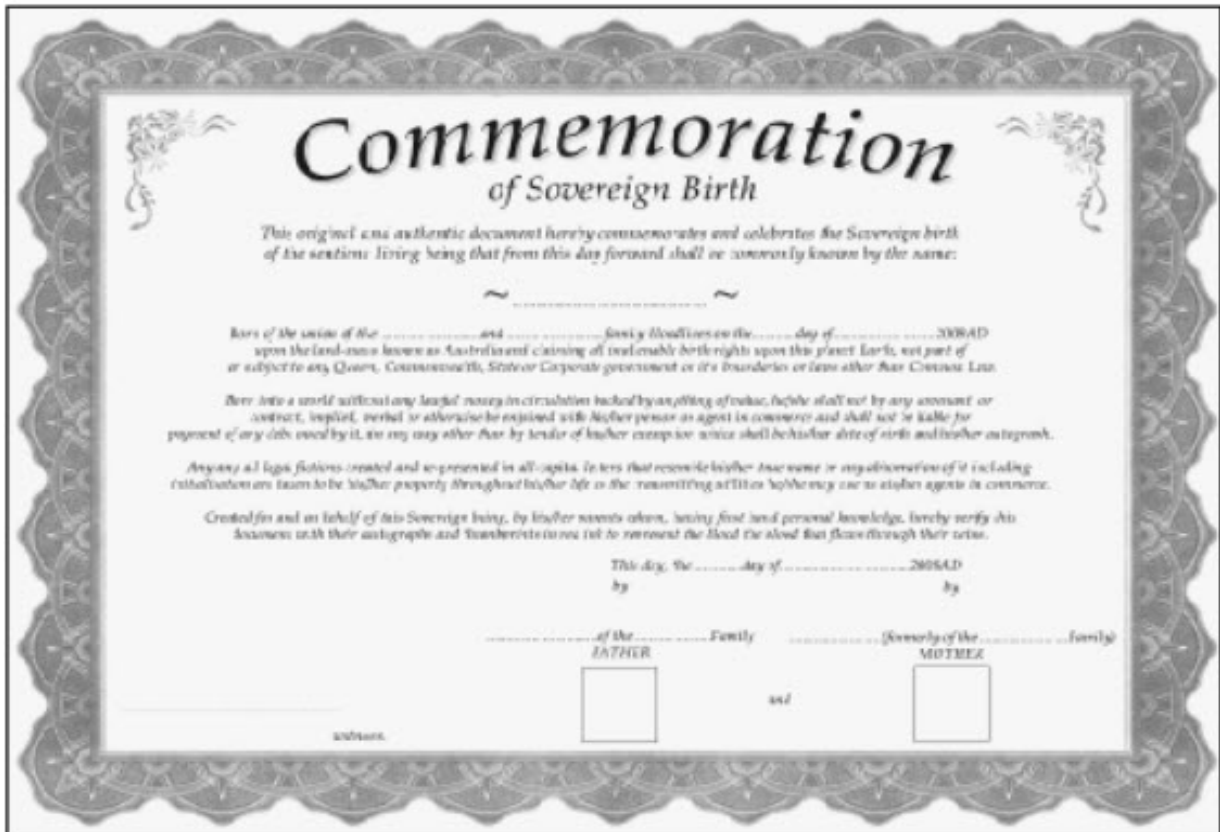 Commemoration
of Sovereign Birth
This original and authentic document hereby commemorates and celebrates the Sovereign birth
of the sentient living being that from this day forward shall be commonly known by the name:
~ ~
Born of the union of the and family bloodlines on the day of 2008AD
upon the land-mass known as Australia and claiming all inalienable birth rights upon this planet Earth, not part of
or subject to any Queen, Commonwealth, State or Corporate government or it's boundaries or laws other than Common Law.
Born into a world without any lawful money in circulation backed by anything of value, he/she shall not by any account or
contract, implied, verbal or otherwise be enjoined with his/her person as agent in commerce and shall not be liable for
payment of any debt owed by it, any way other than by tender of his/her exemption which shall be his/her date of birth and his/her autograph.
Any all legal fictions created and re-presented in all-capital letters that resemble his/her true name or any of it including
initialisation are taken to be his/her property throughout his/her life as the transmitting utilities he/she may use as agents in commerce.
Created for and on behalf of this Sovereign being, by his/her parents whom, having first hand personal knowledge, hereby verify this
document with their autographs and thumbprints in red ink to represent the blood that flows through their veins.
This day, the day of 2008AD
by by
of the Family (formerly of the family)
FATHER MOTHER
and
witness.